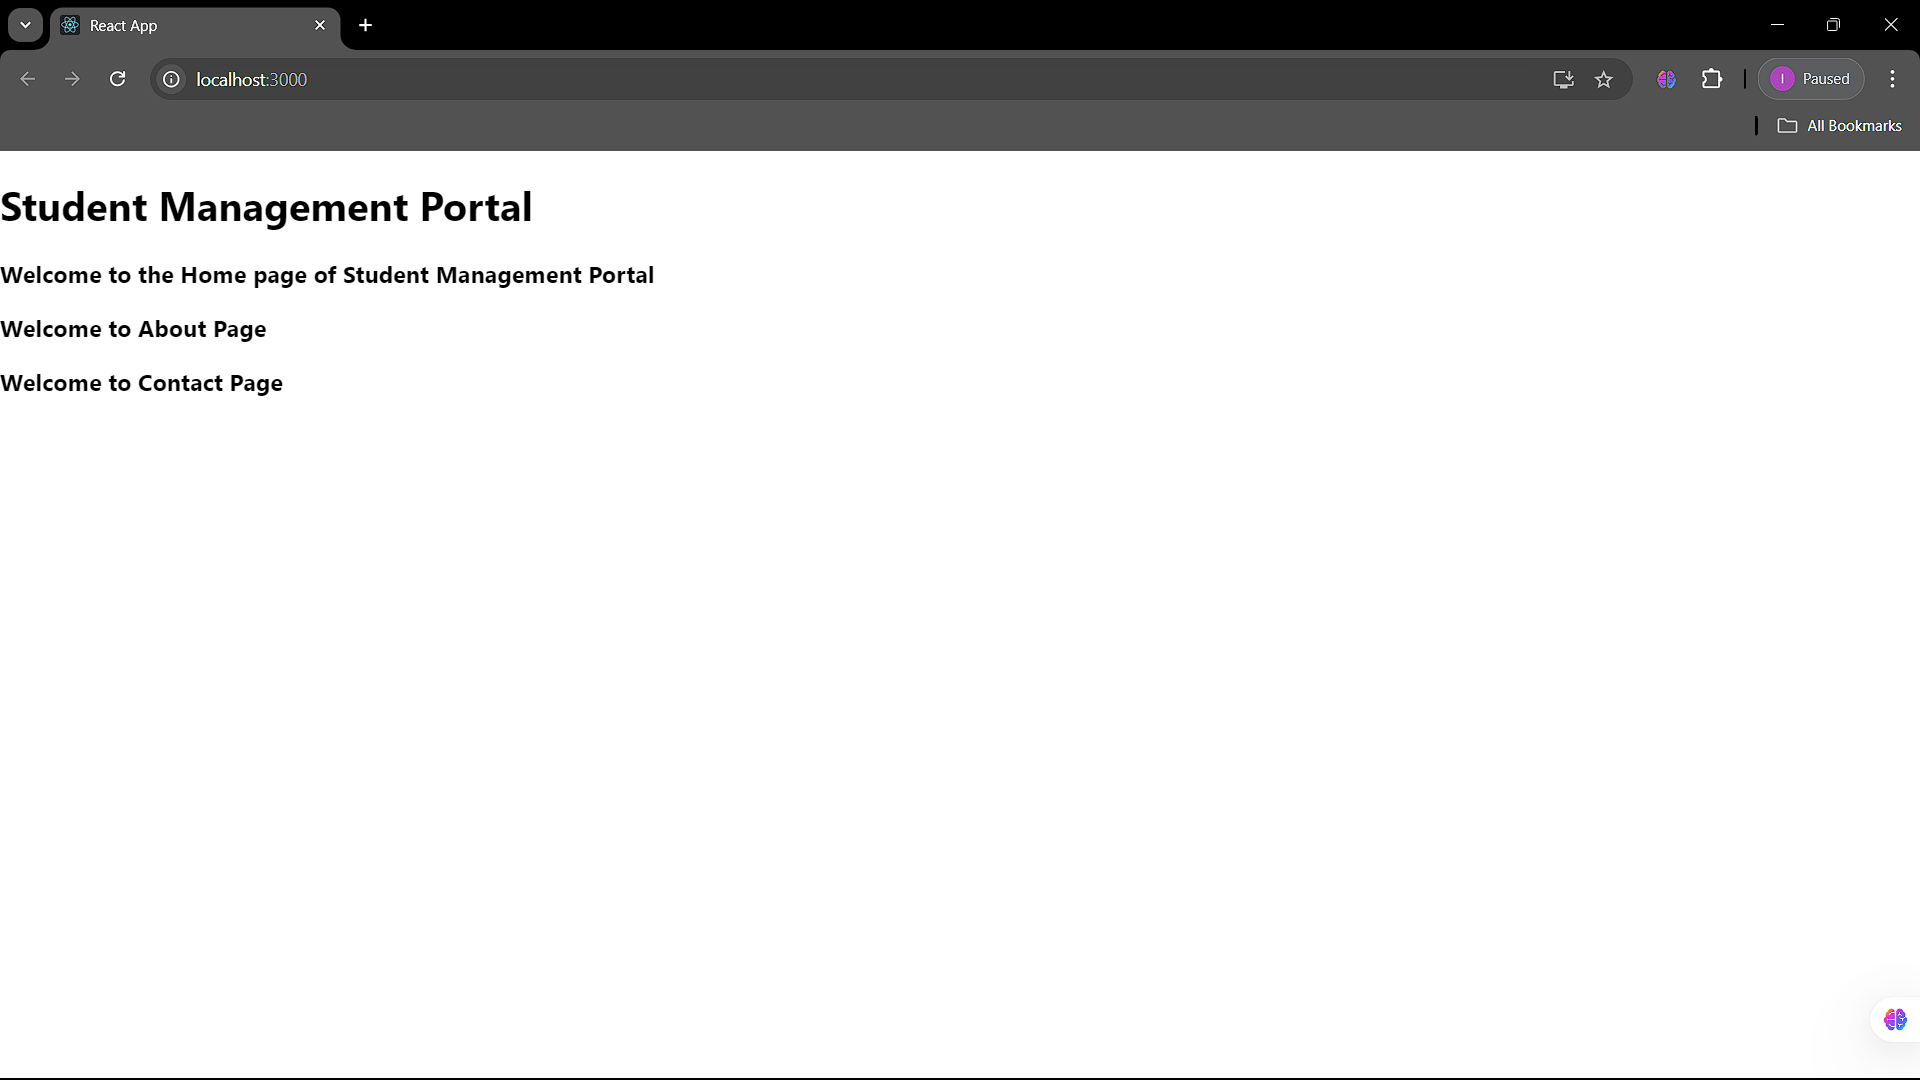 React App
localhost:3000
I Paused
All Bookmarks
Student Management Portal
Welcome to the Home page of Student Management Portal
Welcome to About Page
Welcome to Contact Page